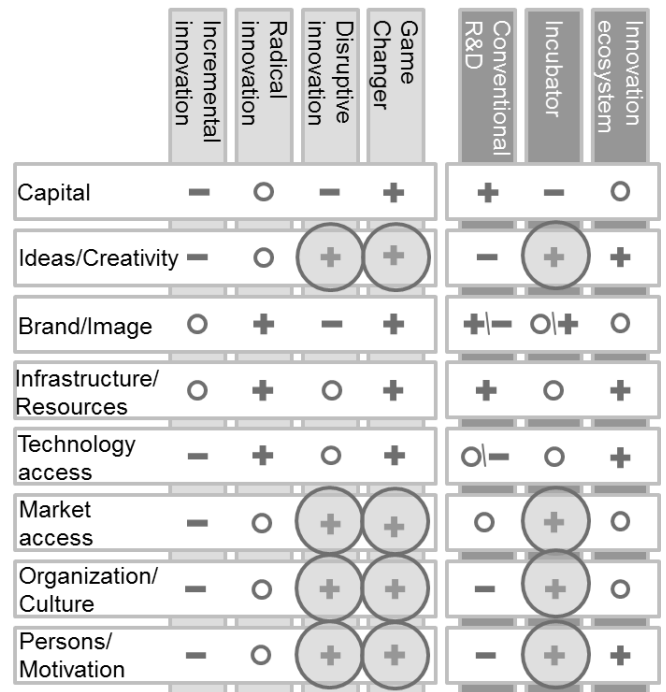 Incremental
innovation
Radical
innovation
Disruptive
innovation
Game
Changer
Conventional
R&D
Incubator
Innovation
ecosystem
Capital − O − + + − O
Ideas/Creativity − O + + − + +
Brand/Image O + − + +/− O/+ O
Infrastructure/
Resources O + O + + O +
Technology
access − + O + O/− O +
Market
access − O + + O + O
Organization/
Culture − O + + − + O
Persons/
Motivation − O + + − + +